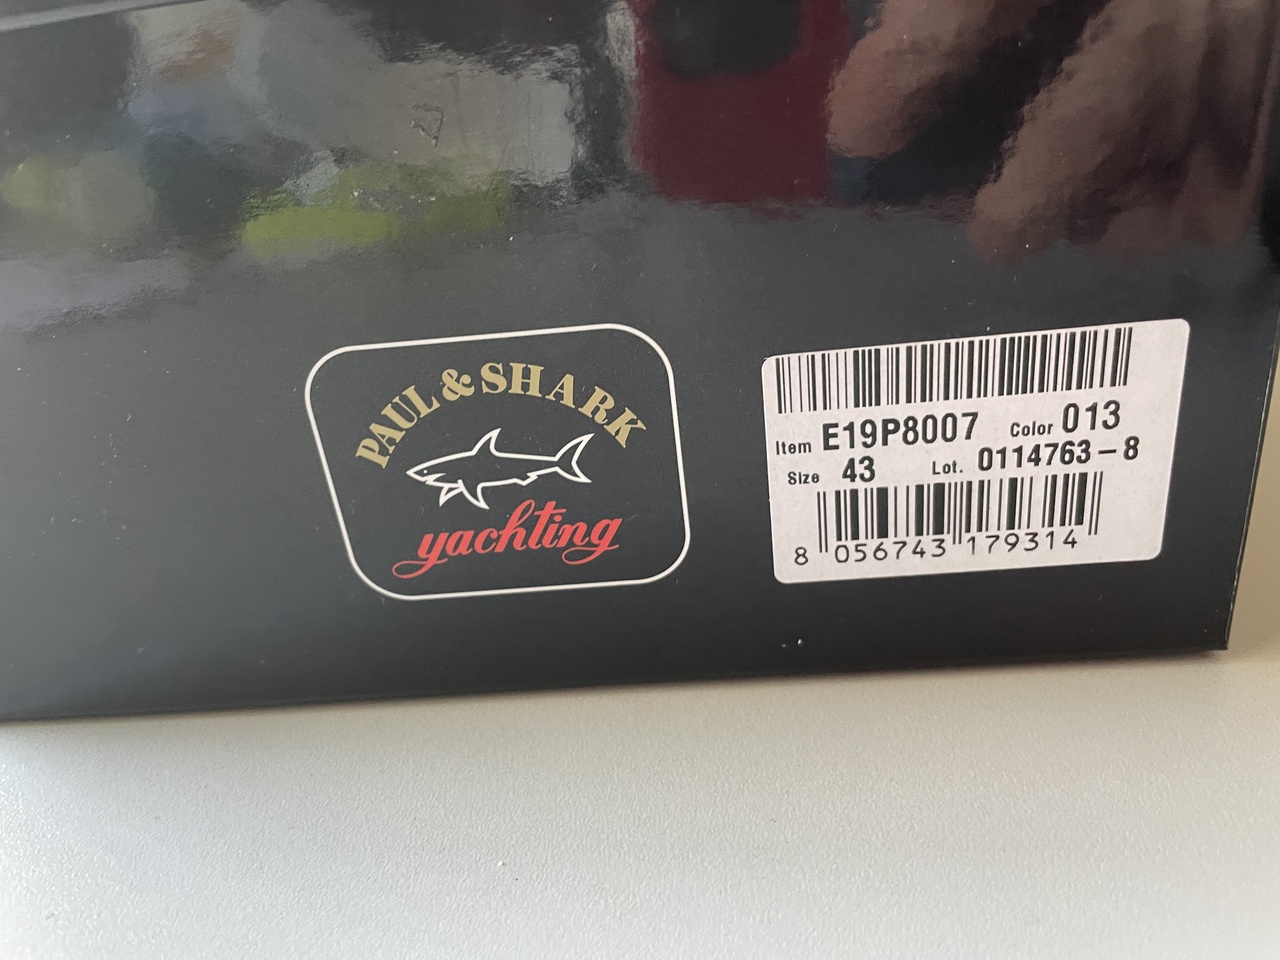 PAUL & SHARK
yachting
Item E19P8007 Color 013
Size 43 Lot. 0114763-8
8 056743 179314